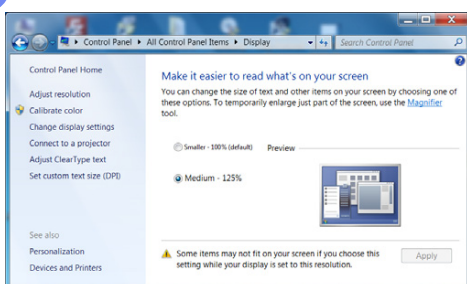 Control Panel ▸ All Control Panel Items ▸ Display
Search Control Panel
Control Panel Home
Adjust resolution
Calibrate color
Change display settings
Connect to a projector
Adjust ClearType text
Set custom text size (DPI)
See also
Personalization
Devices and Printers
Make it easier to read what's on your screen
You can change the size of text and other items on your screen by choosing one of
these options. To temporarily enlarge just part of the screen, use the Magnifier
tool.
Smaller - 100% (default)
Preview
Medium - 125%
Some items may not fit on your screen if you choose this
setting while your display is set to this resolution.
Apply